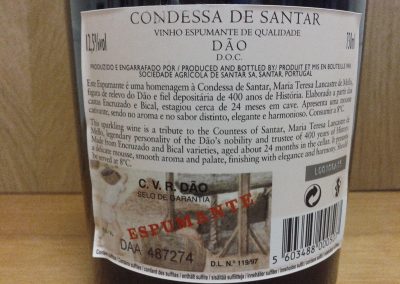 CONDESSA DE SANTAR
VINHO ESPUMANTE DE QUALIDADE
12,5%vol
DÃO
750ml
D.O.C.
PRODUZIDO E ENGARRAFADO POR / PRODUCED AND BOTTLED BY/ PRODUIT ET MIS EN BOUTEILLE PAR
SOCIEDADE AGRÍCOLA DE SANTAR SA, SANTAR, PORTUGAL
Este Espumante é uma homenagem à Condessa de Santar, Maria Teresa Lancastre de Mello,
figura de relevo do Dão e fiel depositária de 400 anos de História. Elaborado a partir das
castas Encruzado e Bical, estagiou cerca de 24 meses em cave. Apresenta uma mousse
cativante, sendo no aroma e no sabor distinto, elegante e harmonioso. Consumir a 8ºC.
This sparkling wine is a tribute to the Countess of Santar, Maria Teresa Lancastre de
Mello, legendary personality of the Dão's nobility and trustee of 400 years of History.
Made from Encruzado and Bical varieties, aged about 24 months in the cellar. It presents
a delicate mousse, smooth aroma and palate, finishing with elegance and harmony. Should
be served at 8ºC.
C. V. R. DÃO
SELO DE GARANTIA
ESPUMANTE
DAA 487274
D.L. N.º 119/97
5 603488 0005